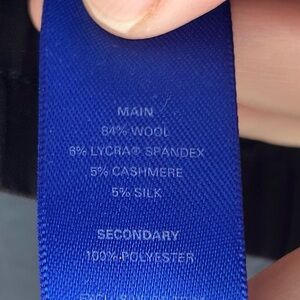 MAIN
84% WOOL
6% LYCRA® SPANDEX
5% CASHMERE
5% SILK
SECONDARY
100% POLYESTER